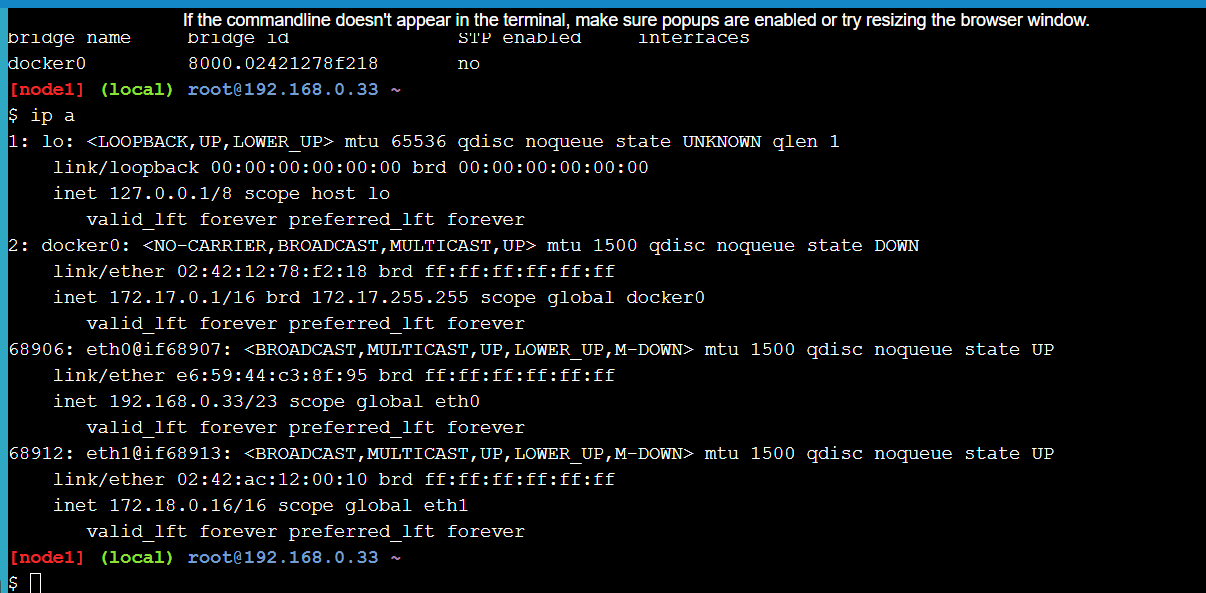 If the commandline doesn't appear in the terminal, make sure popups are enabled or try resizing the browser window.
bridge name bridge id STP enabled interfaces
docker0 8000.02421278f218 no
[node1] (local) root@192.168.0.33 ~
$ ip a
1: lo: <LOOPBACK,UP,LOWER_UP> mtu 65536 qdisc noqueue state UNKNOWN qlen 1
link/loopback 00:00:00:00:00:00 brd 00:00:00:00:00:00
inet 127.0.0.1/8 scope host lo
valid_lft forever preferred_lft forever
2: docker0: <NO-CARRIER,BROADCAST,MULTICAST,UP> mtu 1500 qdisc noqueue state DOWN
link/ether 02:42:12:78:f2:18 brd ff:ff:ff:ff:ff:ff
inet 172.17.0.1/16 brd 172.17.255.255 scope global docker0
valid_lft forever preferred_lft forever
68906: eth0@if68907: <BROADCAST,MULTICAST,UP,LOWER_UP,M-DOWN> mtu 1500 qdisc noqueue state UP
link/ether e6:59:44:c3:8f:95 brd ff:ff:ff:ff:ff:ff
inet 192.168.0.33/23 scope global eth0
valid_lft forever preferred_lft forever
68912: eth1@if68913: <BROADCAST,MULTICAST,UP,LOWER_UP,M-DOWN> mtu 1500 qdisc noqueue state UP
link/ether 02:42:ac:12:00:10 brd ff:ff:ff:ff:ff:ff
inet 172.18.0.16/16 scope global eth1
valid_lft forever preferred_lft forever
[node1] (local) root@192.168.0.33 ~
$